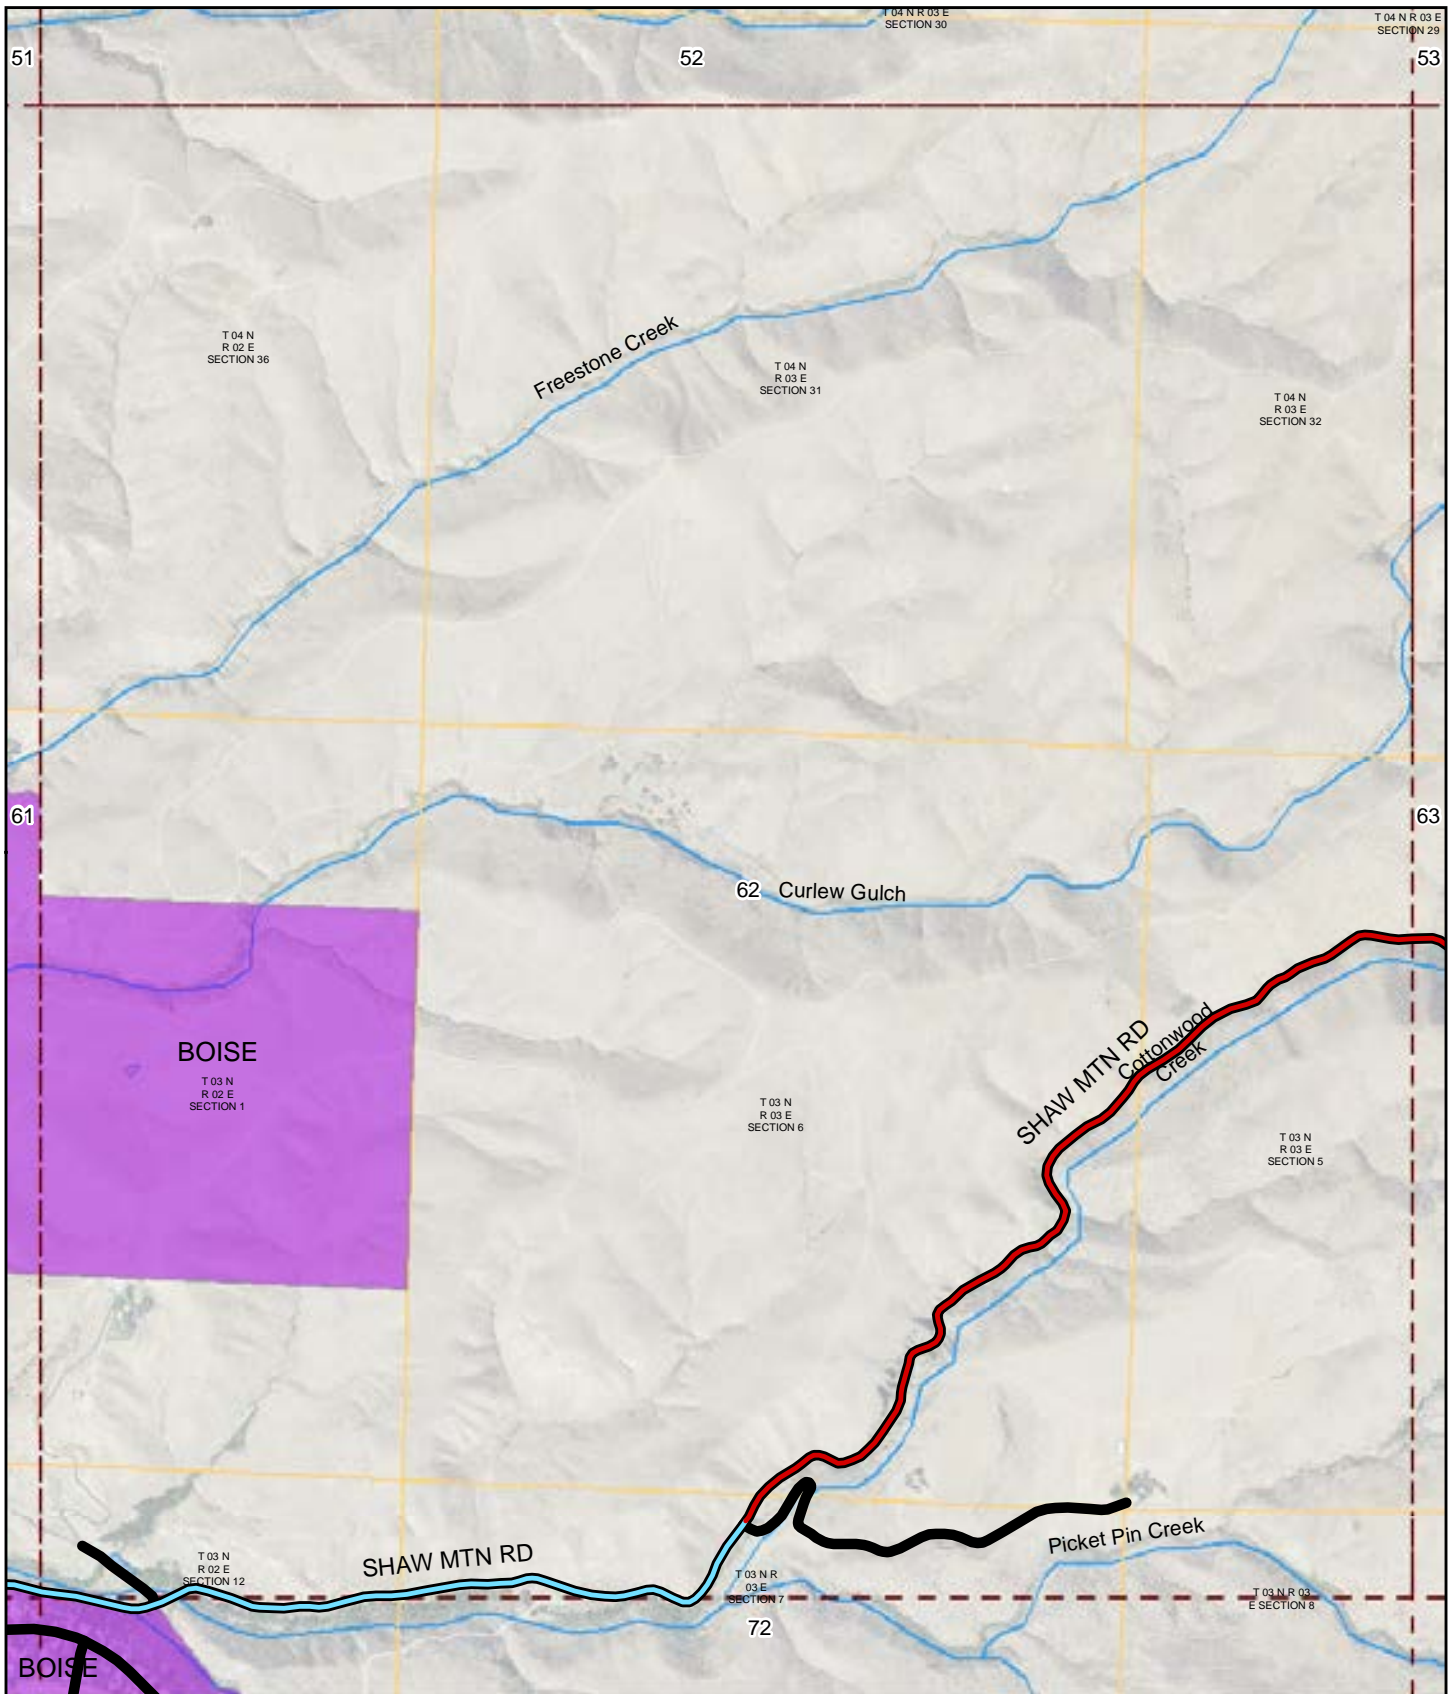 T 04 N R 03 E
SECTION 30
T 04 N R 03 E
SECTION 29
51
52
53
Freestone Creek
T 04 N
R 02 E
SECTION 36
T 04 N
R 03 E
SECTION 31
T 04 N
R 03 E
SECTION 32
61
63
62
Curlew Gulch
BOISE
T 03 N
R 02 E
SECTION 1
T 03 N
R 03 E
SECTION 6
SHAW MTN RD
Cottonwood
Creek
T 03 N
R 03 E
SECTION 5
Picket Pin Creek
SHAW MTN RD
T 03 N
R 02 E
SECTION 12
T 03 N R
03 E
SECTION 7
T 03 N R 03
E SECTION 8
72
BOISE